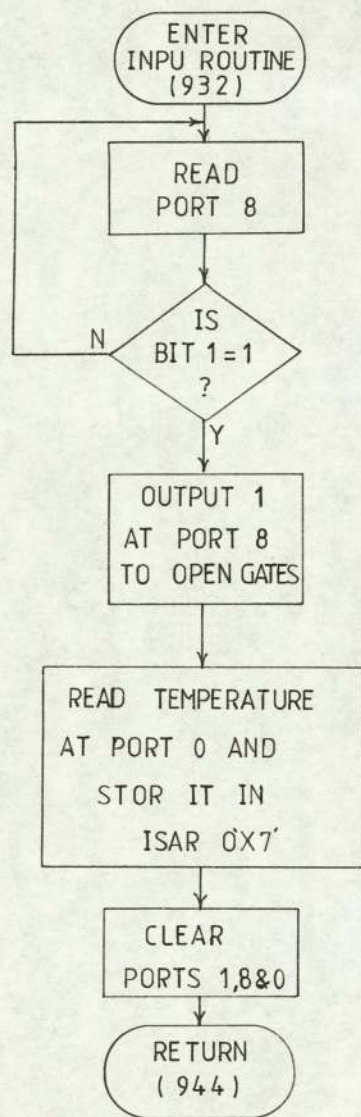 ENTER
INPU ROUTINE
(932)
READ
PORT 8
IS
BIT 1=1
?
N
Y
OUTPUT 1
AT PORT 8
TO OPEN GATES
READ TEMPERATURE
AT PORT 0 AND
STOR IT IN
ISAR O'X7'
CLEAR
PORTS 1,8&0
RETURN
(944)